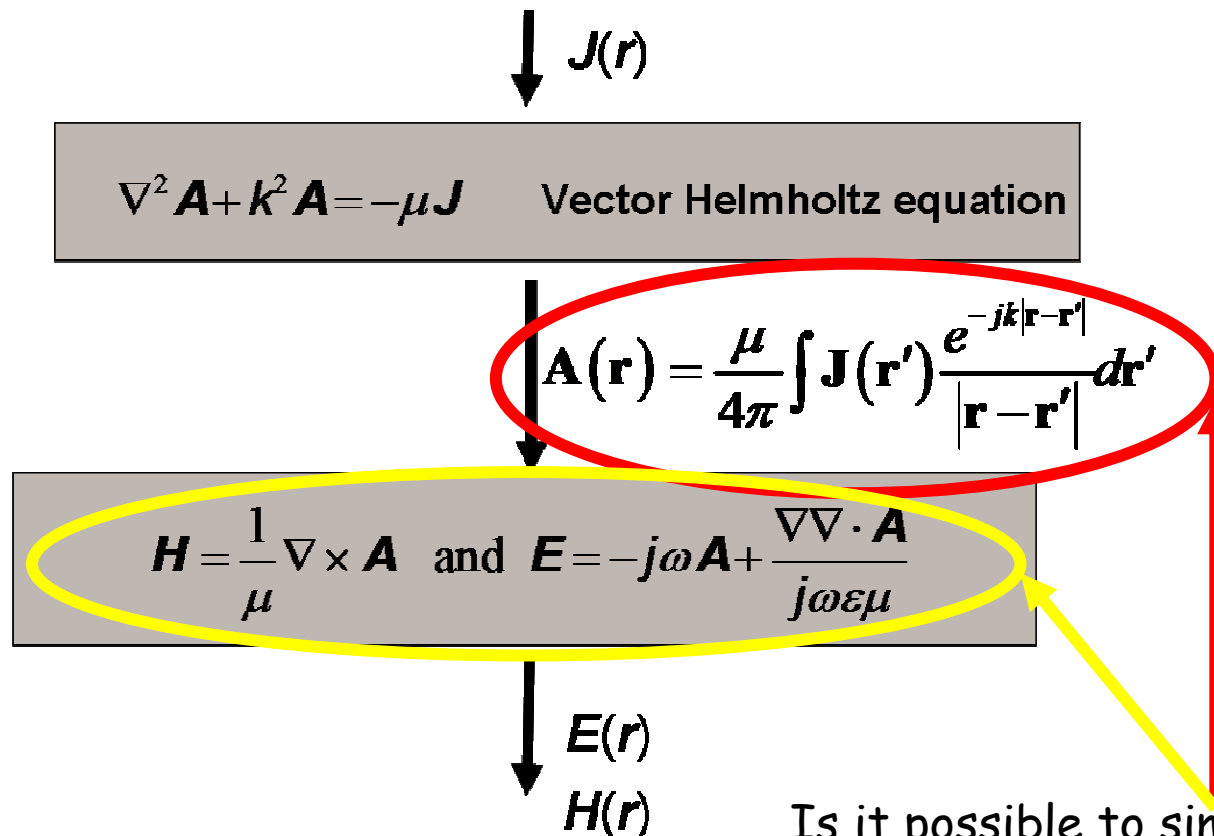 J(r)
∇²A+k²A=−μJ Vector Helmholtz equation
A(r) = μ/4π ∫ J(r′) e^{-jk|r−r′|}/|r−r′| dr′
H = 1/μ ∇ × A and E = −jωA + ∇∇ · A/jωεμ
E(r)
H(r)
Is it possible to sim